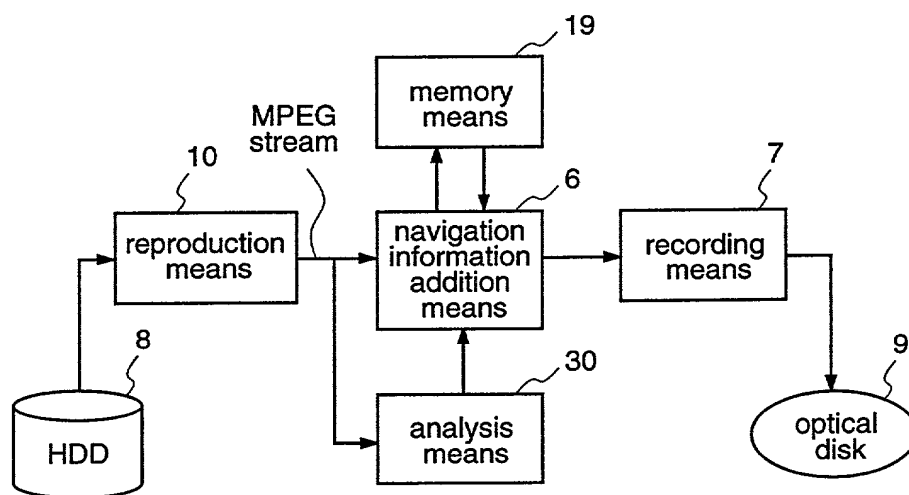 19
memory
means
MPEG
stream
10
6
7
reproduction
means
navigation
information
addition
means
recording
means
8
30
9
HDD
analysis
means
optical
disk